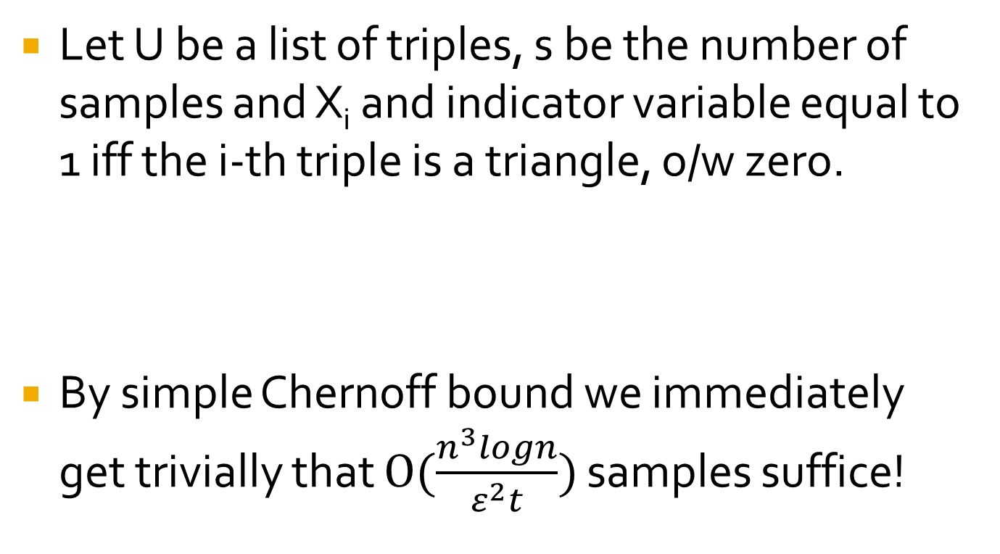 ▪ Let U be a list of triples, s be the number of
samples and Xᵢ and indicator variable equal to
1 iff the i-th triple is a triangle, o/w zero.
▪ By simple Chernoff bound we immediately
get trivially that O(\frac{n^3 logn}{ε^2 t}) samples suffice!